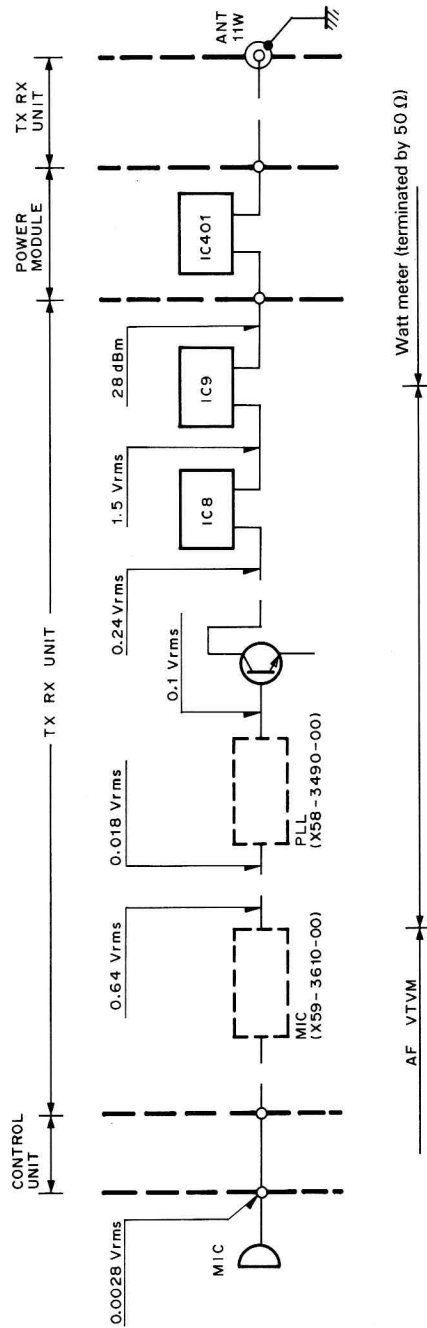 CONTROL
UNIT
TX RX UNIT
POWER
MODULE
TX RX
UNIT
0.0028 Vrms
0.64 Vrms
0.018 Vrms
0.1 Vrms
0.24 Vrms
1.5 Vrms
28 dBm
ANT
11W
MIC
MIC
(X59-3610-00)
PLL
(X58-3490-00)
IC8
IC9
IC401
AF VTVM
Watt meter (terminated by 50 Ω)